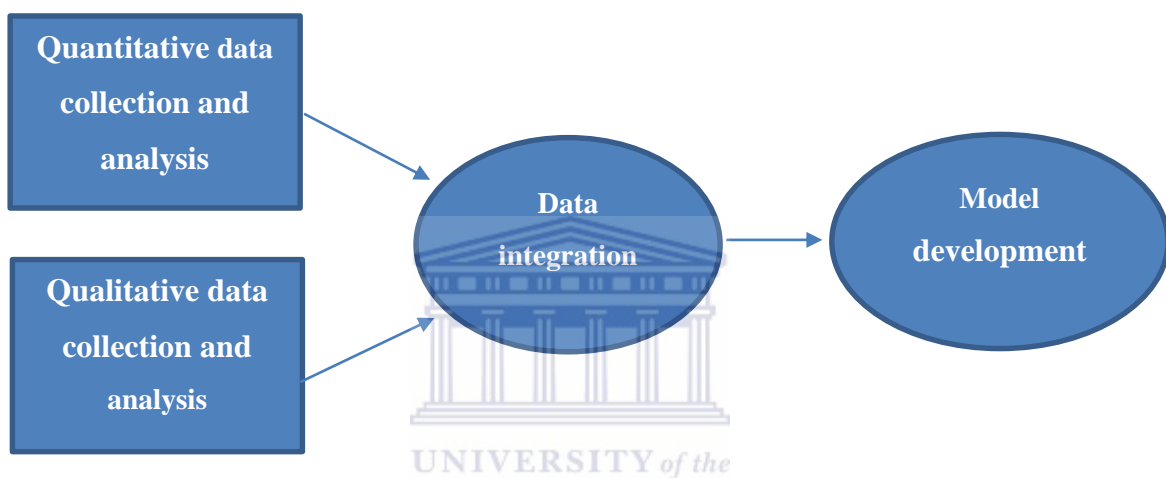 Quantitative data
collection and
analysis
Qualitative data
collection and
analysis
Data
integration
Model
development
UNIVERSITY of the